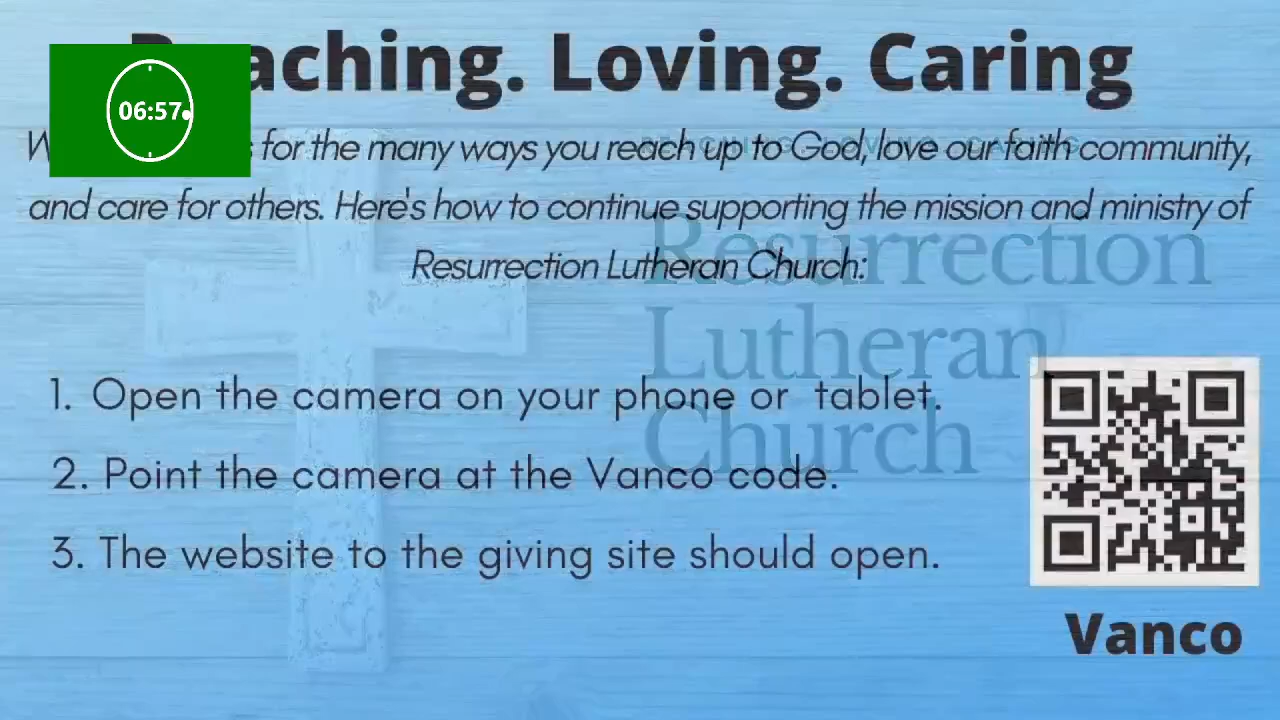 aching. Loving. Caring
06:57
for the many ways you reach up to God, love our faith community,
and care for others. Here's how to continue supporting the mission and ministry of
Resurrection
Resurrection Lutheran Church:
Lutheran
1. Open the camera on your phone or tablet.
Church
2. Point the camera at the Vanco code.
3. The website to the giving site should open.
Vanco